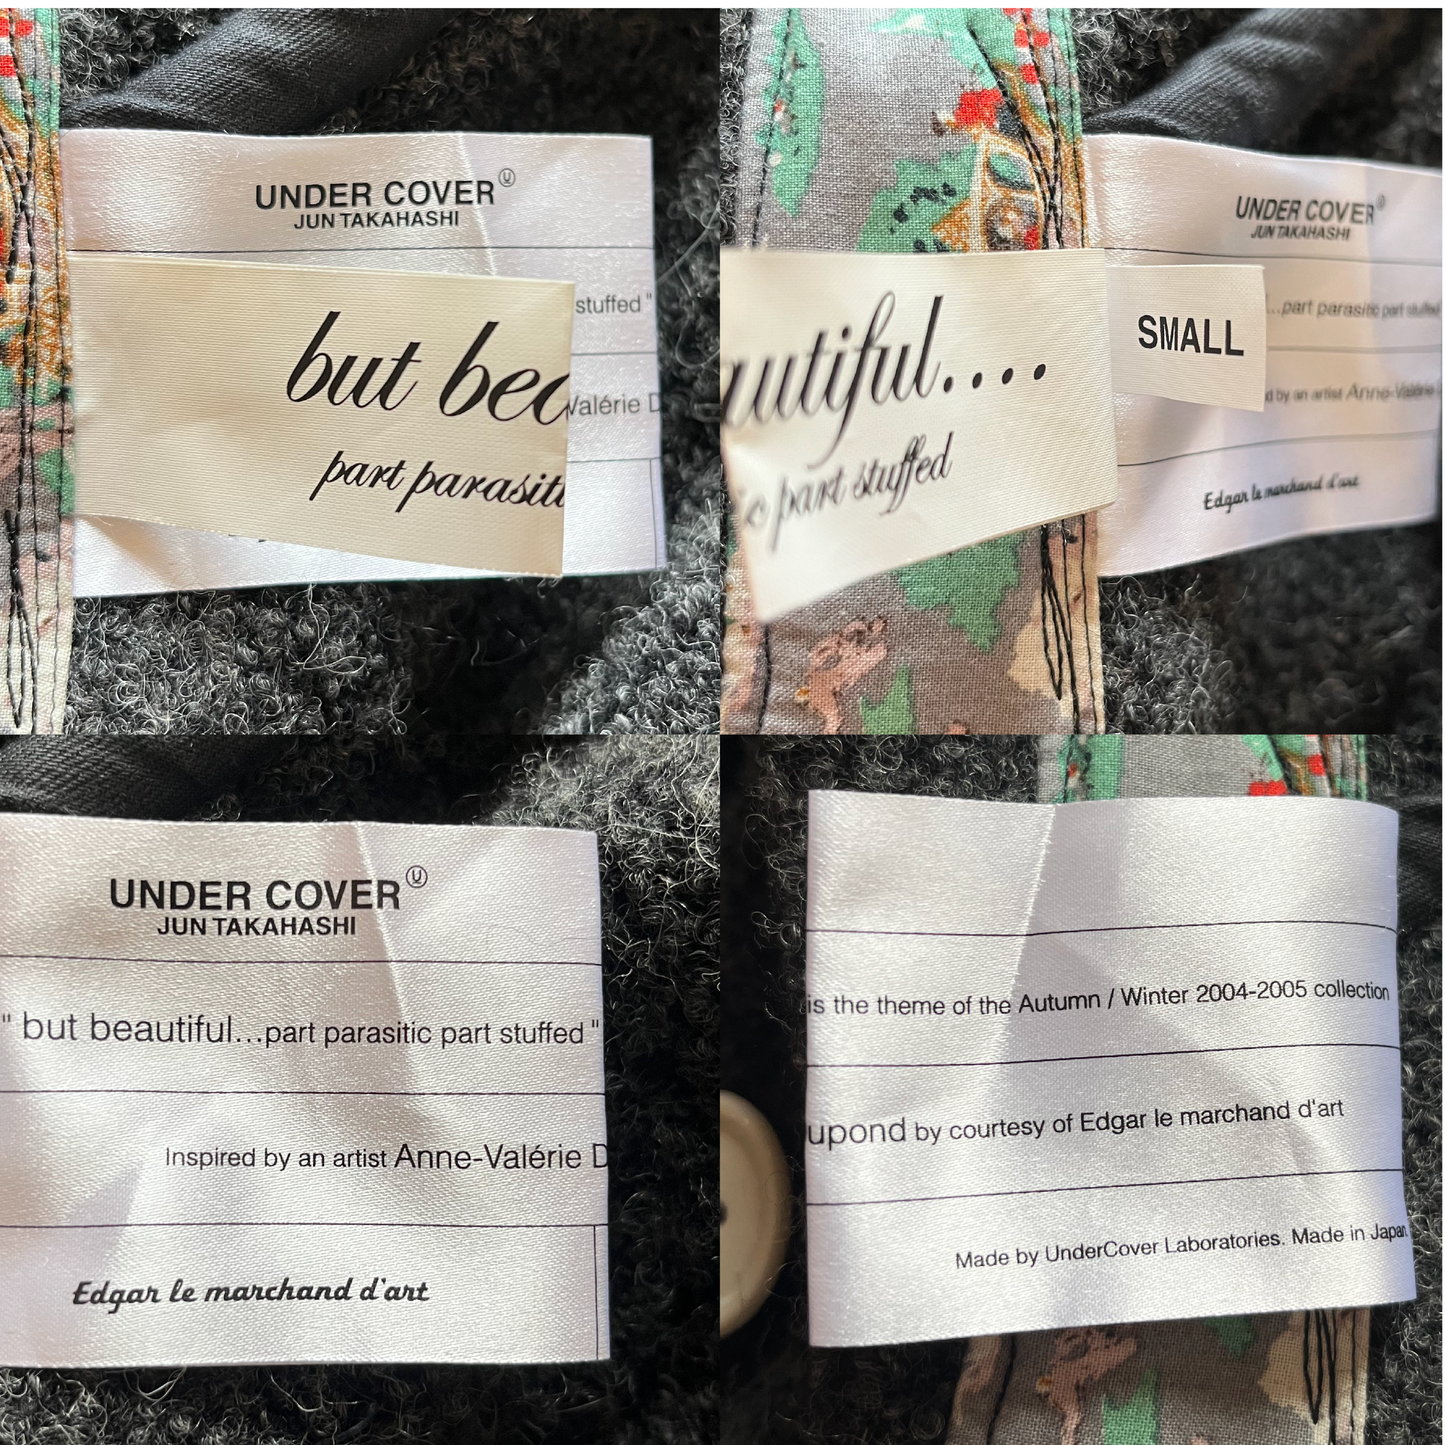 UNDER COVER Ⓤ
JUN TAKAHASHI
stuffed "
but bea
Valérie D
part parasiti
UNDER COVER Ⓤ
JUN TAKAHASHI
autiful....
SMALL
...part parasitic part stuffed
ic part stuffed
d by an artist Anne-Valérie
Edgar le marchand d'art
UNDER COVER Ⓤ
JUN TAKAHASHI
" but beautiful...part parasitic part stuffed "
Inspired by an artist Anne-Valérie D
Edgar le marchand d'art
is the theme of the Autumn / Winter 2004-2005 collection
upond by courtesy of Edgar le marchand d'art
Made by UnderCover Laboratories. Made in Japan